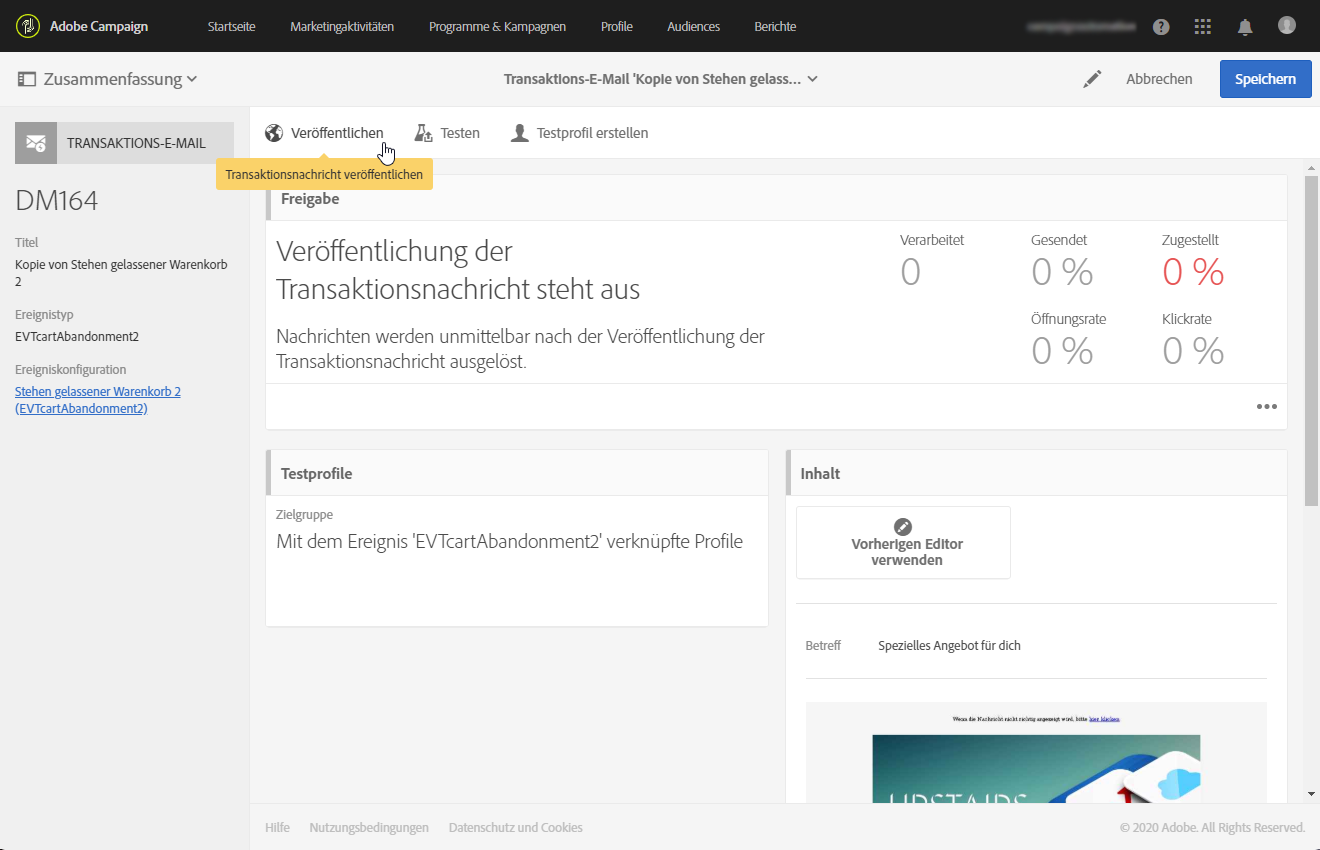 Adobe Campaign
Startseite
Marketingaktivitäten
Programme & Kampagnen
Profile
Audiences
Berichte
Zusammenfassung
Transaktions-E-Mail 'Kopie von Stehen gelass...
Abbrechen
Speichern
TRANSAKTIONS-E-MAIL
DM164
Titel
Kopie von Stehen gelassener Warenkorb
2
Ereignistyp
EVTcartAbandonment2
Ereigniskonfiguration
Stehen gelassener Warenkorb 2
(EVTcartAbandonment2)
Veröffentlichen
Testen
Testprofil erstellen
Transaktionsnachricht veröffentlichen
Freigabe
Veröffentlichung der
Transaktionsnachricht steht aus
Nachrichten werden unmittelbar nach der Veröffentlichung der
Transaktionsnachricht ausgelöst.
Verarbeitet
0
Gesendet
0 %
Zugestellt
0 %
Öffnungsrate
0 %
Klickrate
0 %
Testprofile
Zielgruppe
Mit dem Ereignis 'EVTcartAbandonment2' verknüpfte Profile
Inhalt
Vorherigen Editor
verwenden
Betreff
Spezielles Angebot für dich
Wenn die Nachricht nicht richtig angezeigt wird, bitte hier klicken.
UPSTAIRS
Hilfe
Nutzungsbedingungen
Datenschutz und Cookies
© 2020 Adobe. All Rights Reserved.